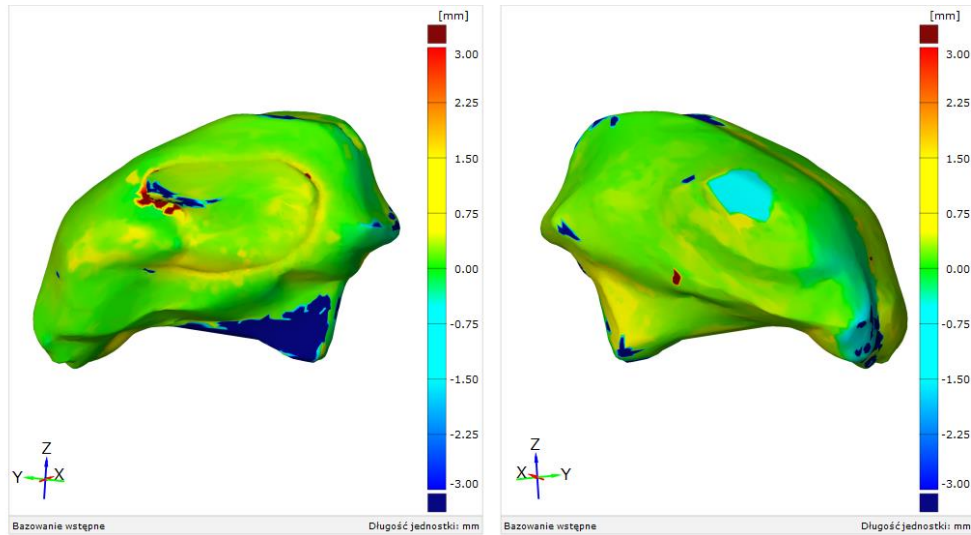 [mm]
3.00
2.25
1.50
0.75
0.00
-0.75
-1.50
-2.25
-3.00
Z
Y X
Bazowanie wstępne Długość jednostki: mm
[mm]
3.00
2.25
1.50
0.75
0.00
-0.75
-1.50
-2.25
-3.00
Z
X Y
Bazowanie wstępne Długość jednostki: mm